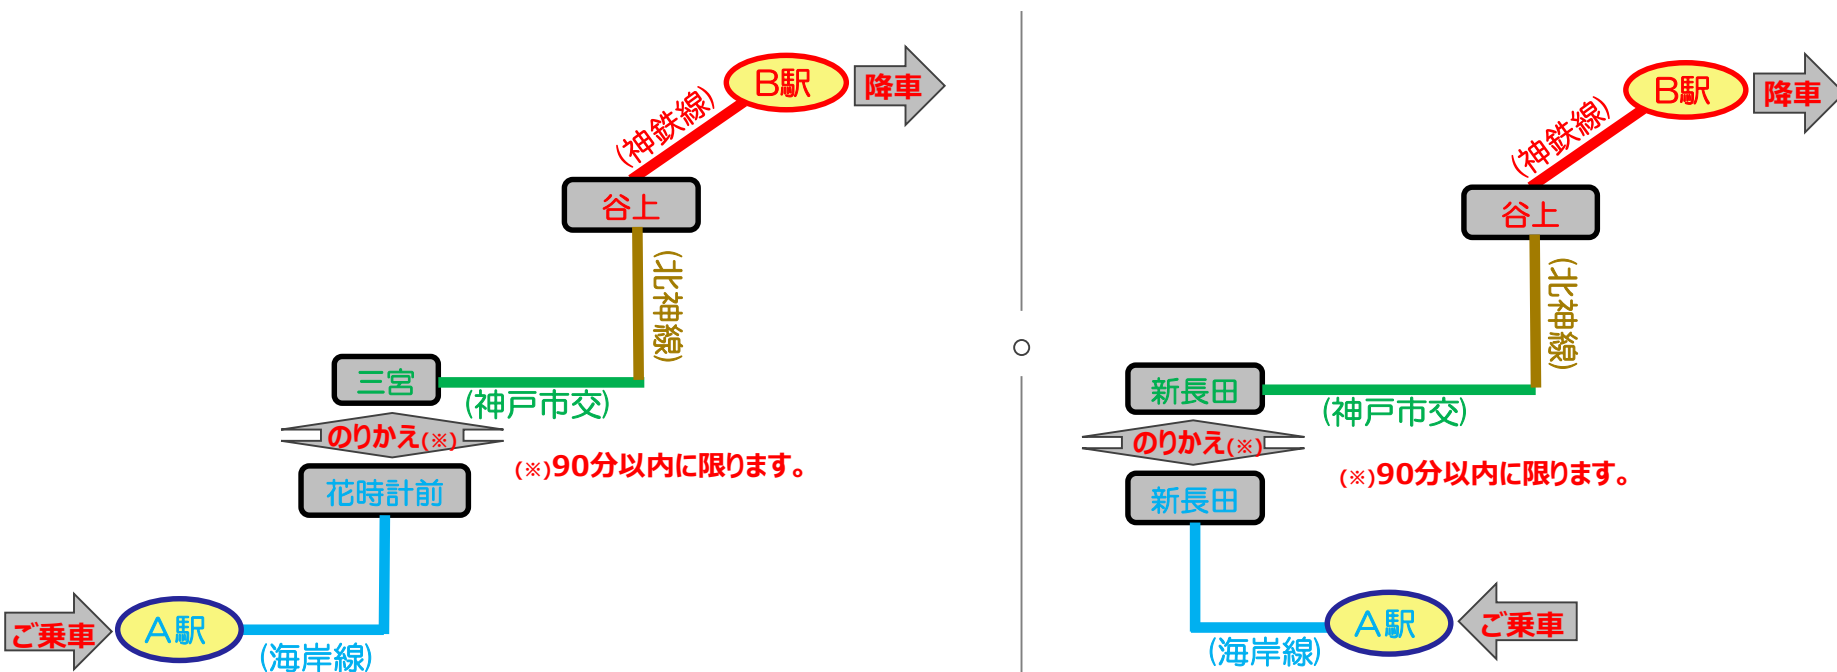 B駅
降車
(神鉄線)
谷上
(北神線)
三宮
(神戸市交)
のりかえ(※)
(※)90分以内に限ります。
花時計前
ご乗車
A駅
(海岸線)
B駅
降車
(神鉄線)
谷上
(北神線)
新長田
(神戸市交)
のりかえ(※)
(※)90分以内に限ります。
新長田
A駅
ご乗車
(海岸線)